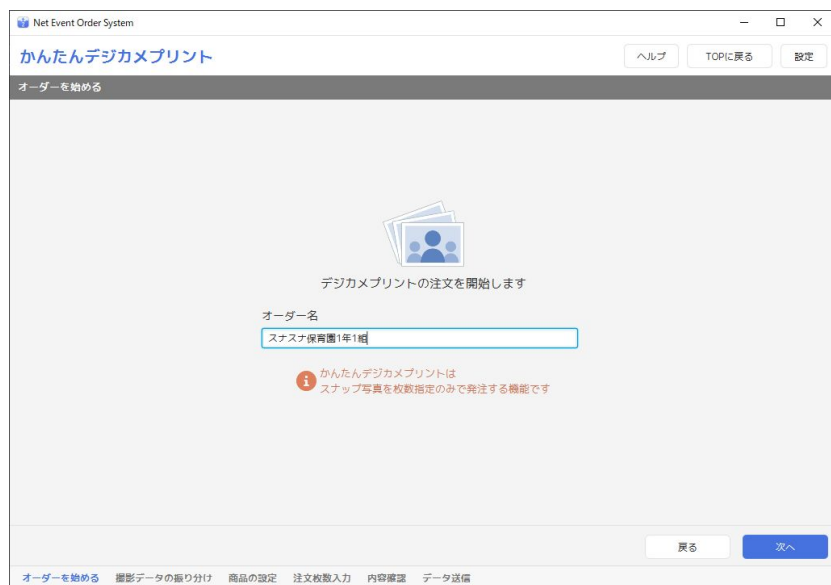 Net Event Order System
かんたんデジカメプリント
ヘルプ
TOPに戻る
設定
オーダーを始める
デジカメプリントの注文を開始します
オーダー名
スナスナ保育園1年1組
かんたんデジカメプリントは
スナップ写真を枚数指定のみで発注する機能です
戻る
次へ
オーダーを始める 撮影データの振り分け 商品の設定 注文枚数入力 内容確認 データ送信